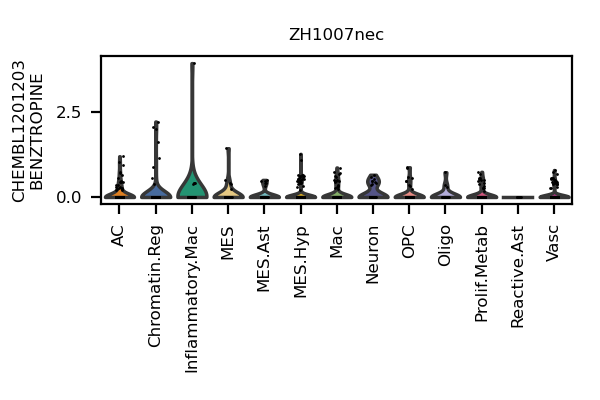 ZH1007nec
CHEMBL1201203
BENZTROPINE
2.5
0.0
AC
Chromatin.Reg
Inflammatory.Mac
MES
MES.Ast
MES.Hyp
Mac
Neuron
OPC
Oligo
Prolif.Metab
Reactive.Ast
Vasc